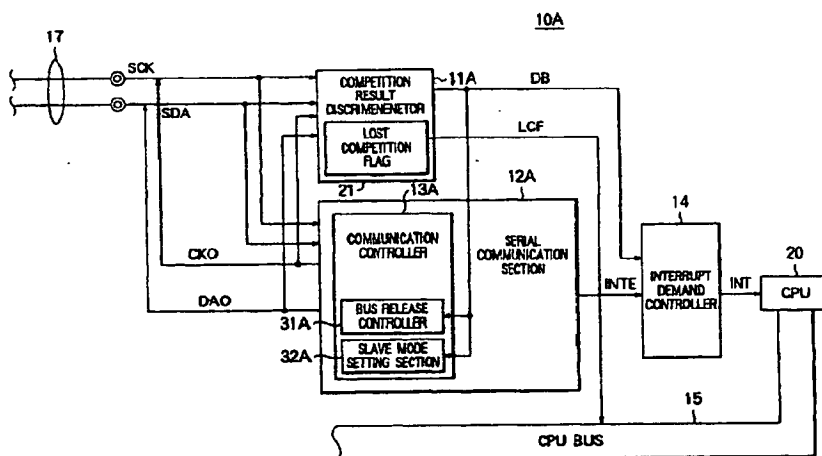 10A
17
SCK
SDA
COMPETITION
RESULT
DISCRIMENENETOR
11A
DB
LOST
COMPETITION
FLAG
LCF
21
13A
12A
14
COMMUNICATION
CONTROLLER
SERIAL
COMMUNICATION
SECTION
CKO
DAO
INTE
INTERRUPT
DEMAND
CONTROLLER
INT
20
CPU
31A
BUS RELEASE
CONTROLLER
32A
SLAVE MODE
SETTING SECTION
15
CPU BUS